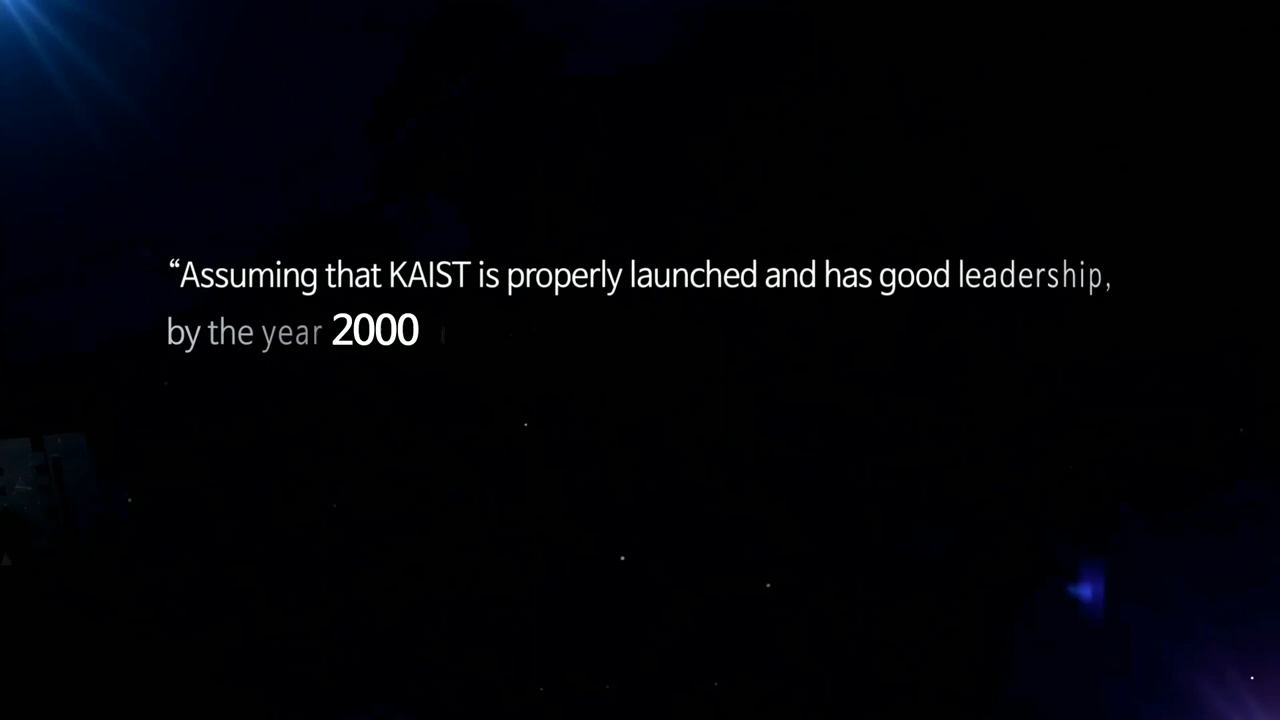 “Assuming that KAIST is properly launched and has good leadership,
by the year 2000